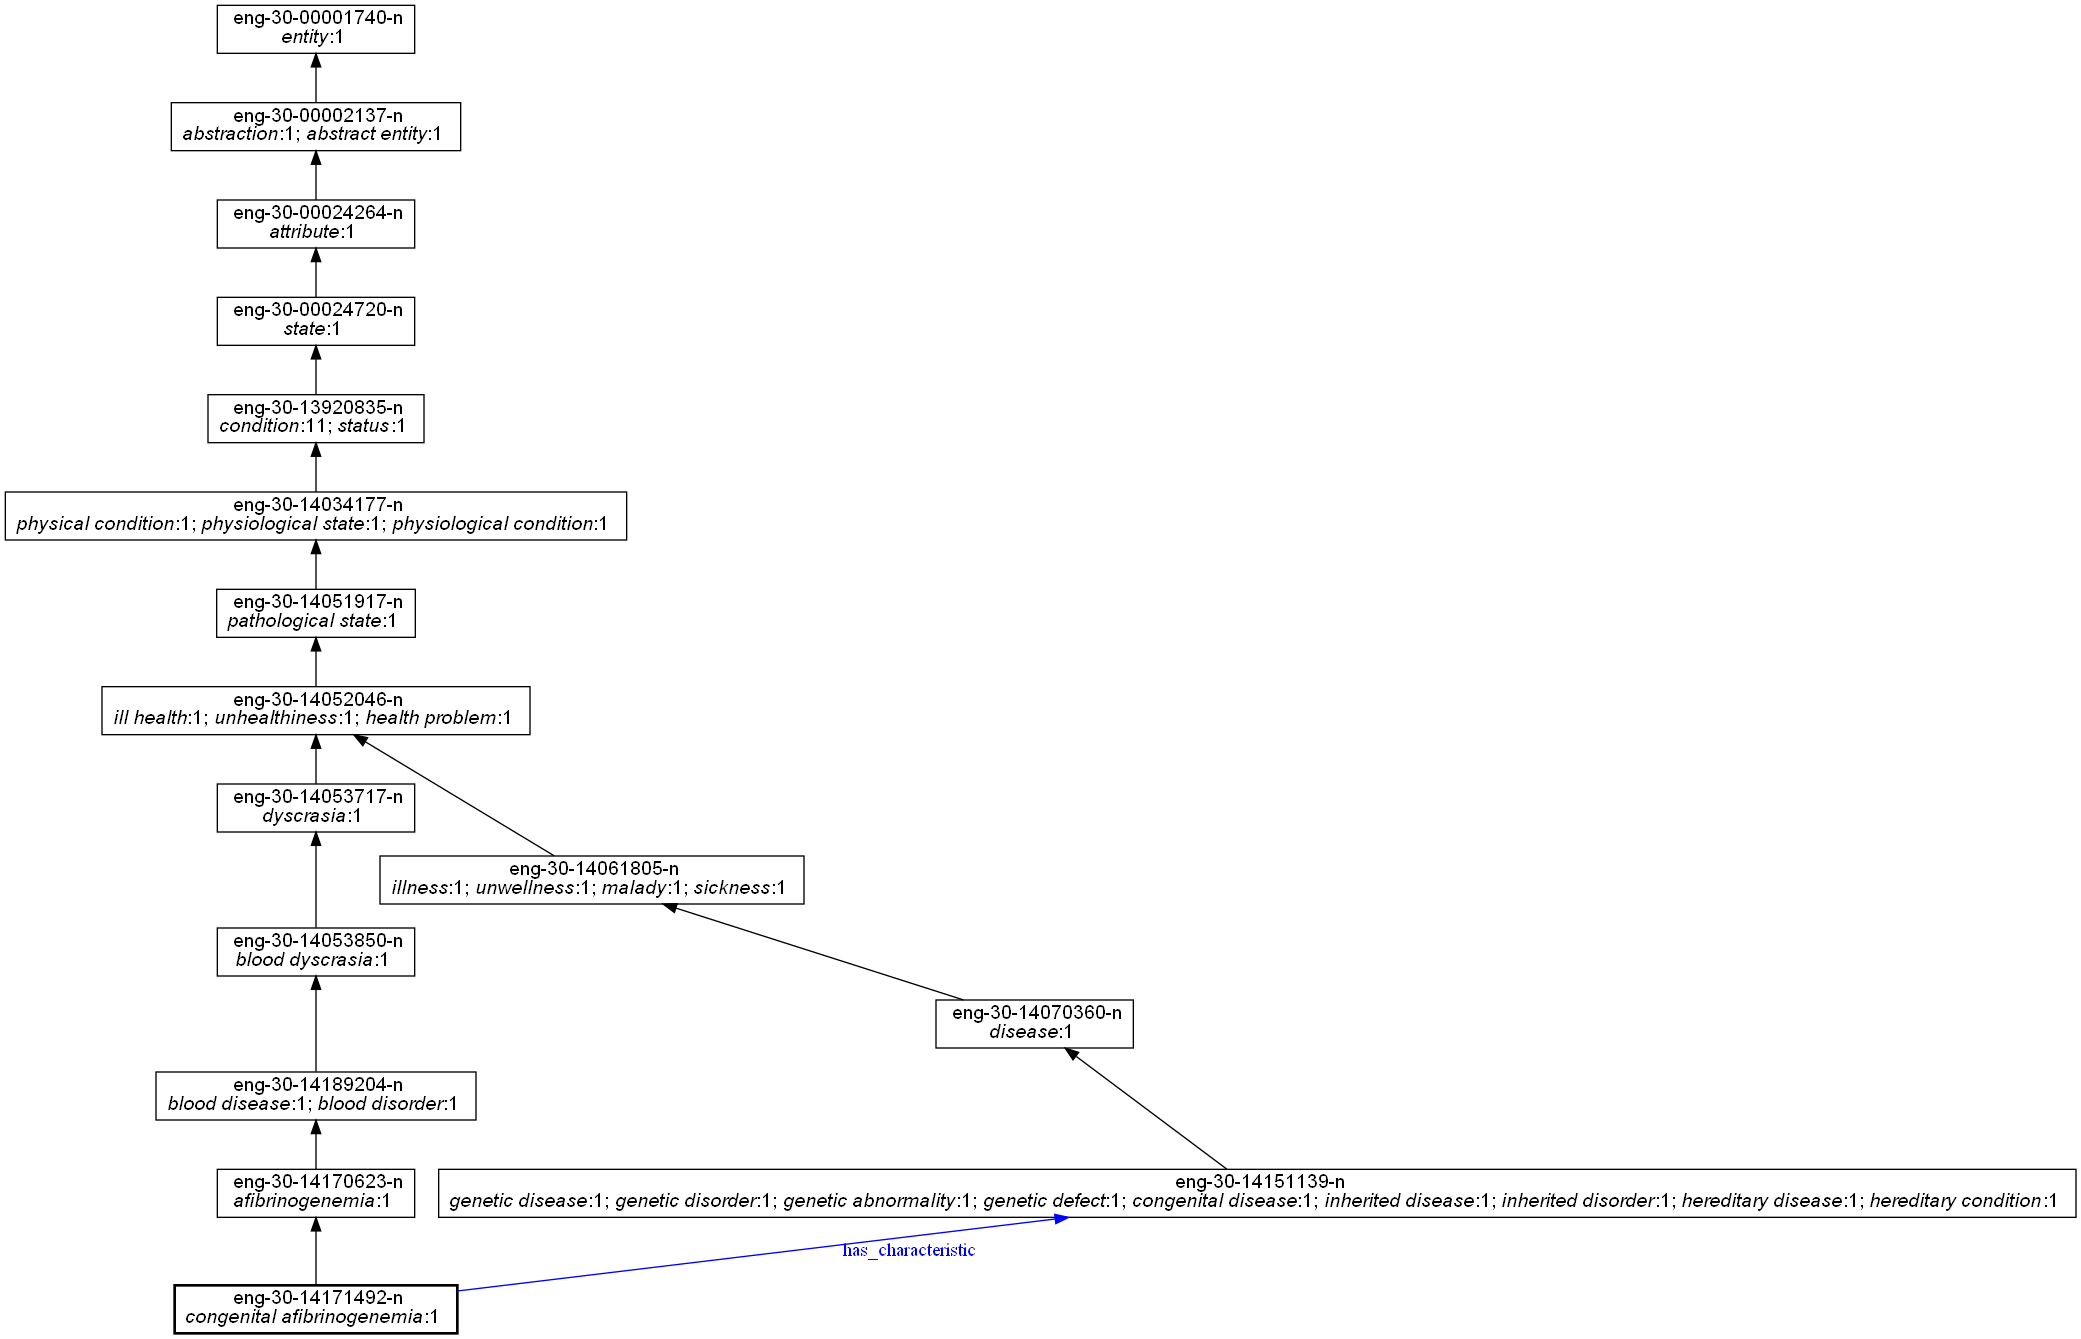 eng-30-00001740-n
entity:1
eng-30-00002137-n
abstraction:1; abstract entity:1
eng-30-00024264-n
attribute:1
eng-30-00024720-n
state:1
eng-30-13920835-n
condition:11; status:1
eng-30-14034177-n
physical condition:1; physiological state:1; physiological condition:1
eng-30-14051917-n
pathological state:1
eng-30-14052046-n
ill health:1; unhealthiness:1; health problem:1
eng-30-14053717-n
dyscrasia:1
eng-30-14061805-n
illness:1; unwellness:1; malady:1; sickness:1
eng-30-14053850-n
blood dyscrasia:1
eng-30-14070360-n
disease:1
eng-30-14189204-n
blood disease:1; blood disorder:1
eng-30-14170623-n
afibrinogenemia:1
eng-30-14151139-n
genetic disease:1; genetic disorder:1; genetic abnormality:1; genetic defect:1; congenital disease:1; inherited disease:1; inherited disorder:1; hereditary disease:1; hereditary condition:1
has_characteristic
eng-30-14171492-n
congenital afibrinogenemia:1